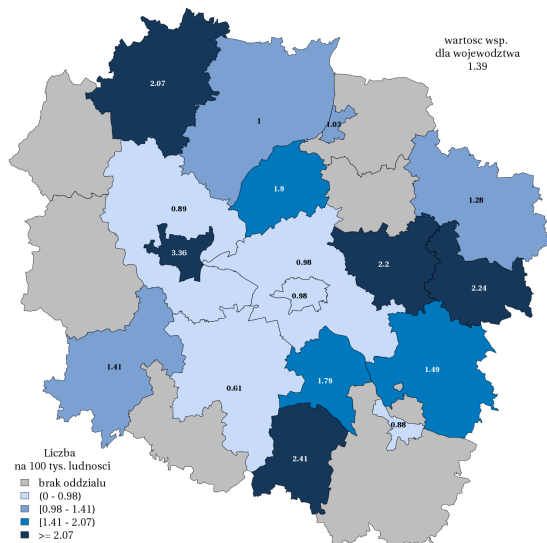 wartosc wsp.
dla wojewodztwa
1.39
2.07
1
1.03
1.9
1.28
0.89
3.36
0.98
2.2
2.24
0.98
1.41
1.49
1.79
0.61
0.88
2.41
Liczba
na 100 tys. ludnosci
brak oddzialu
(0 - 0.98)
[0.98 - 1.41)
[1.41 - 2.07)
>= 2.07